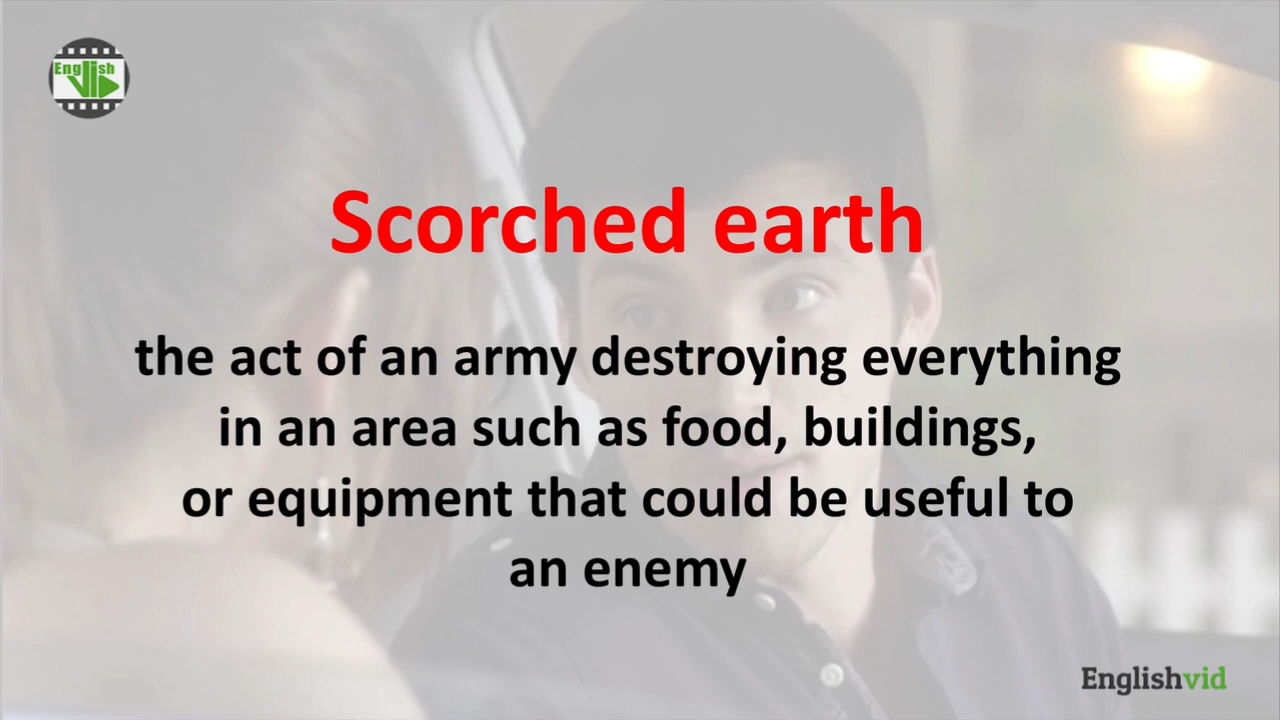 English
VID
Scorched earth
the act of an army destroying everything
in an area such as food, buildings,
or equipment that could be useful to
an enemy
Englishvid